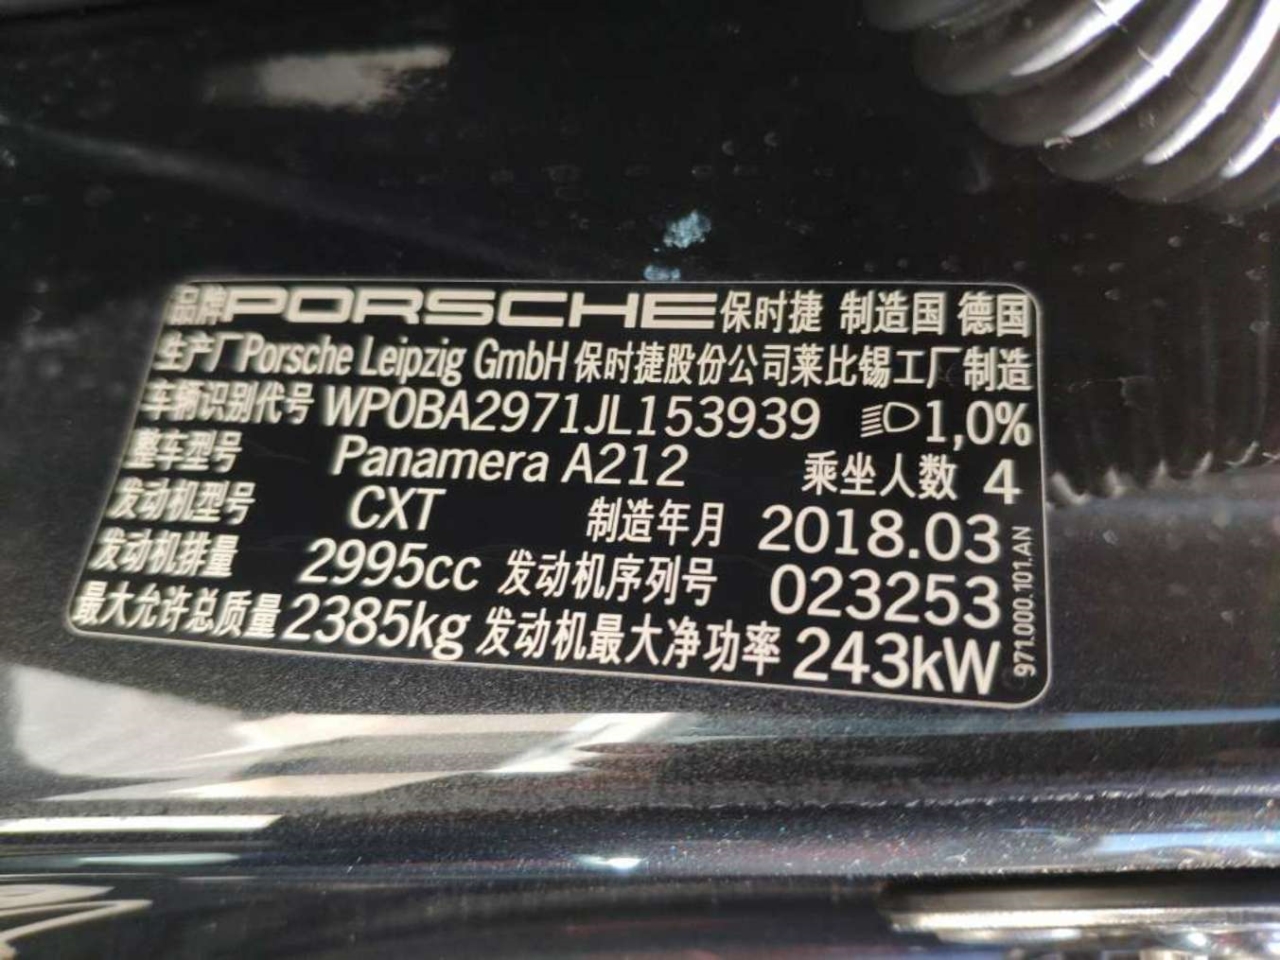 品牌PORSCHE保时捷 制造国 德国
生产厂Porsche Leipzig GmbH 保时捷股份公司莱比锡工厂制造
车辆识别代号 WP0BA2971JL153939 1,0%
整车型号 Panamera A212 乘坐人数 4
发动机型号 CXT 制造年月 2018.03
发动机排量 2995cc 发动机序列号 023253
最大允许总质量 2385kg 发动机最大净功率 243kW
971.000.101.AN